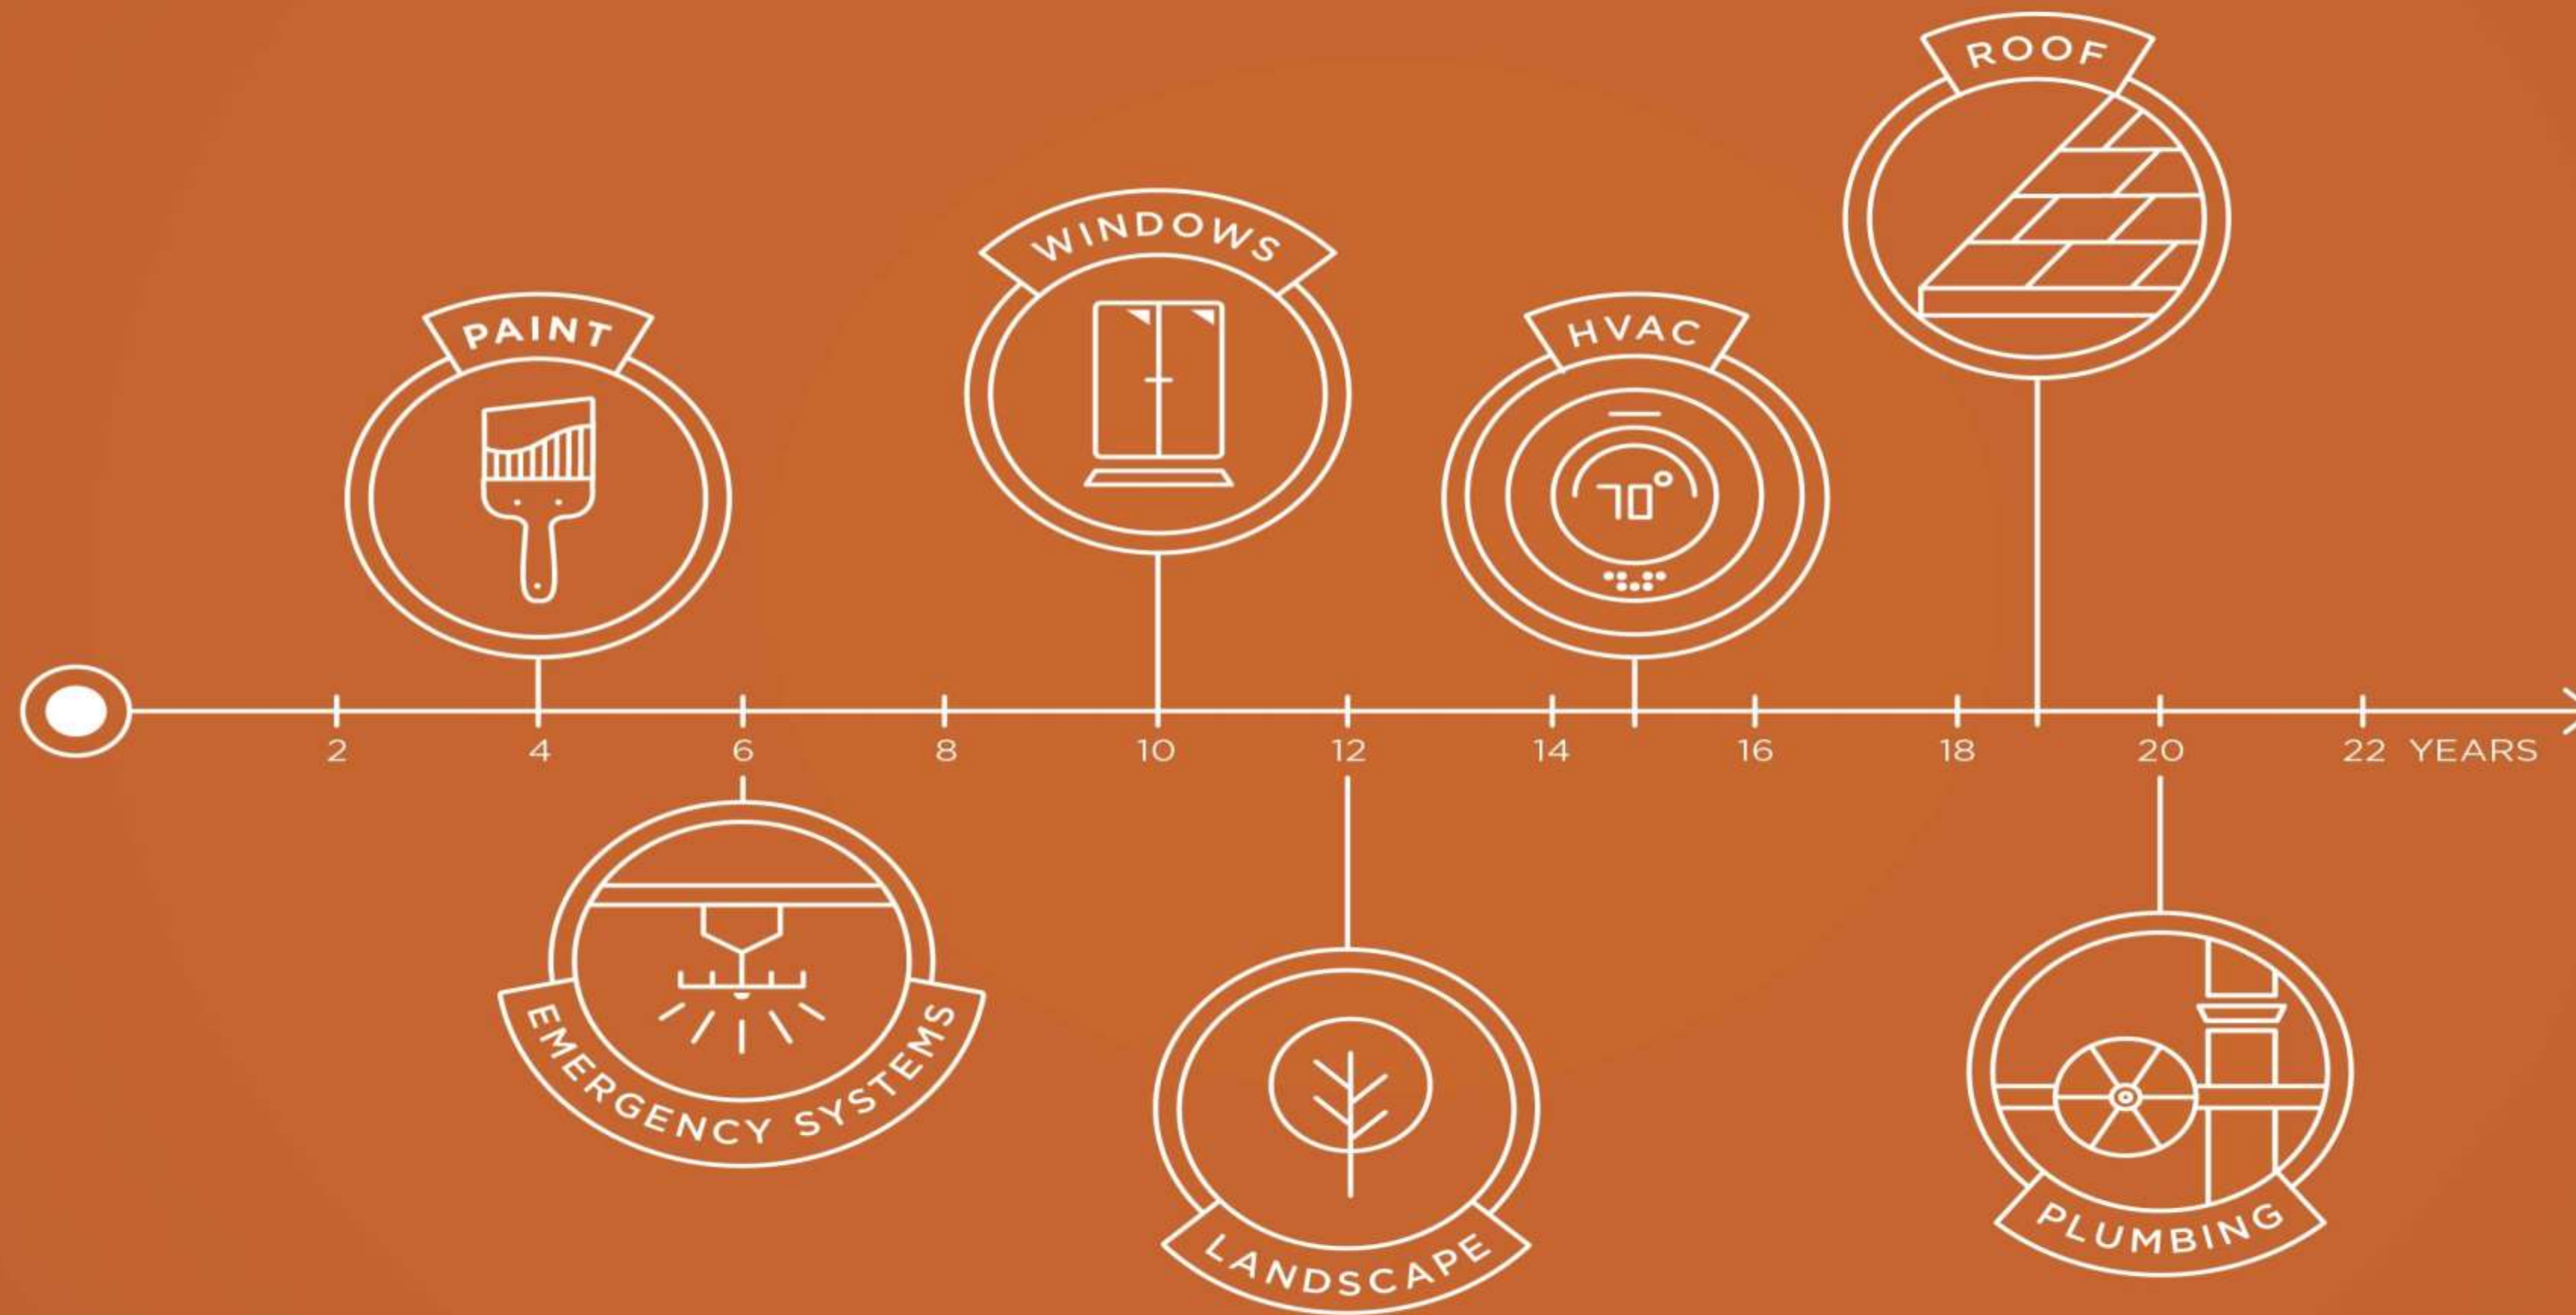 ROOF
WINDOWS
PAINT
HVAC
70°
2 4 6 8 10 12 14 16 18 20 22 YEARS
EMERGENCY SYSTEMS
LANDSCAPE
PLUMBING